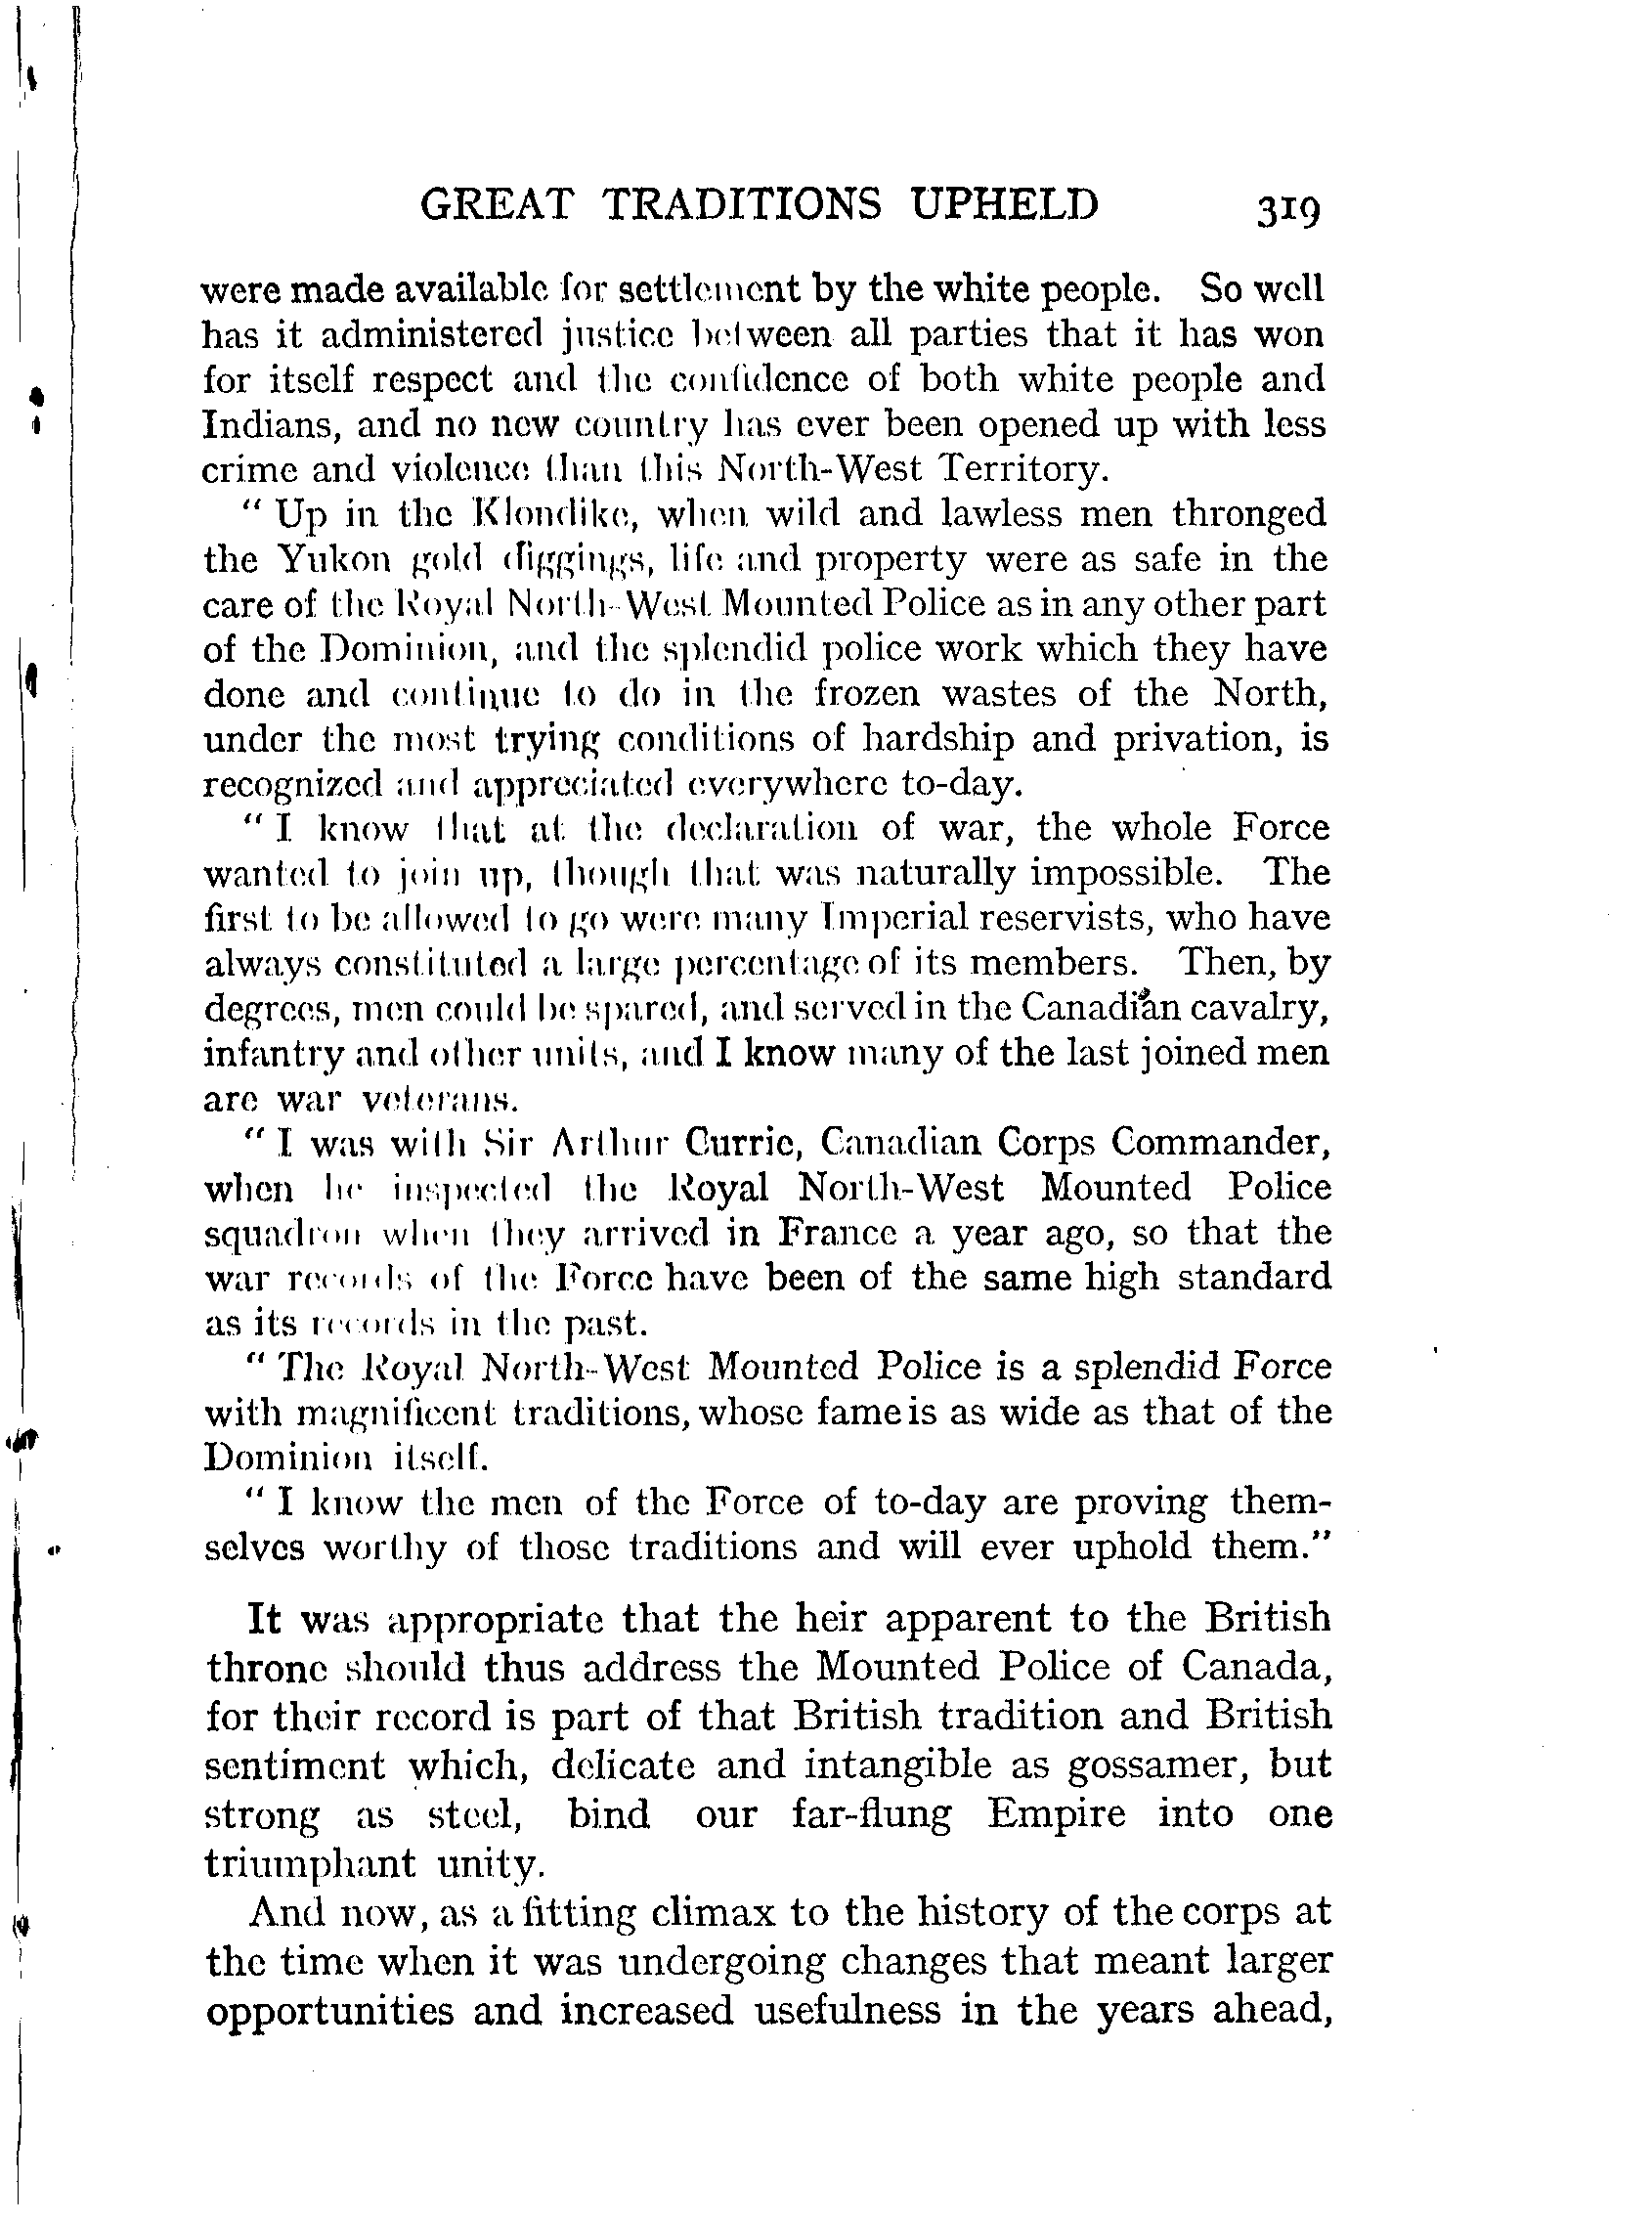 GREAT TRADITIONS UPHELD 319
were made available for settlement by the white people. So well
has it administered justice between all parties that it has won
for itself respect and the confidence of both white people and
Indians, and no new country has ever been opened up with less
crime and violence than this North-West Territory.
" Up in the Klondike, when wild and lawless men thronged
the Yukon gold diggings, life and property were as safe in the
care of the Royal North-West Mounted Police as in any other part
of the Dominion, and the splendid police work which they have
done and continue to do in the frozen wastes of the North,
under the most trying conditions of hardship and privation, is
recognized and appreciated everywhere to-day.
" I know that at the declaration of war, the whole Force
wanted to join up, though that was naturally impossible. The
first to be allowed to go were many Imperial reservists, who have
always constituted a large percentage of its members. Then, by
degrees, men could be spared, and served in the Canadian cavalry,
infantry and other units, and I know many of the last joined men
are war veterans.
" I was with Sir Arthur Currie, Canadian Corps Commander,
when he inspected the Royal North-West Mounted Police
squadron when they arrived in France a year ago, so that the
war records of the Force have been of the same high standard
as its records in the past.
" The Royal North-West Mounted Police is a splendid Force
with magnificent traditions, whose fame is as wide as that of the
Dominion itself.
" I know the men of the Force of to-day are proving them-
selves worthy of those traditions and will ever uphold them."
It was appropriate that the heir apparent to the British
throne should thus address the Mounted Police of Canada,
for their record is part of that British tradition and British
sentiment which, delicate and intangible as gossamer, but
strong as steel, bind our far-flung Empire into one
triumphant unity.
And now, as a fitting climax to the history of the corps at
the time when it was undergoing changes that meant larger
opportunities and increased usefulness in the years ahead,